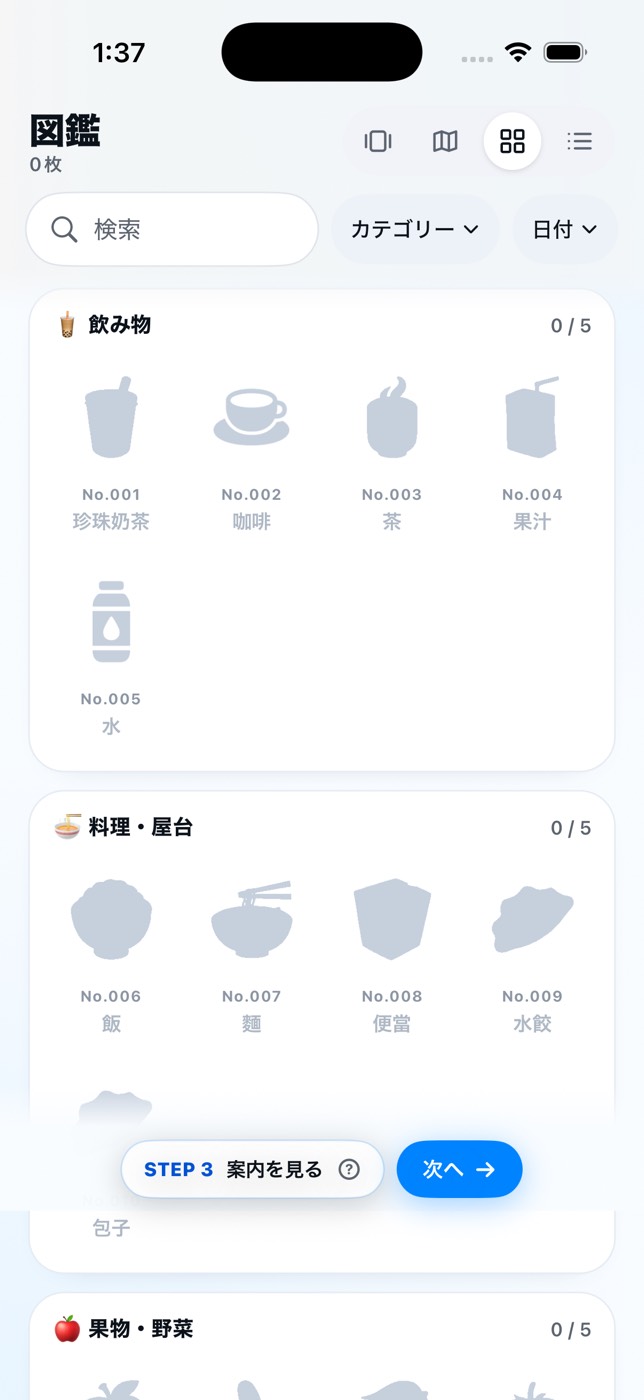 1:37
図鑑
0枚
検索
カテゴリー
日付
飲み物
0 / 5
No.001
No.002
No.003
No.004
珍珠奶茶
咖啡
茶
果汁
No.005
水
料理・屋台
0 / 5
No.006
No.007
No.008
No.009
飯
麵
便當
水餃
STEP 3 案内を見る ?
次へ →
包子
果物・野菜
0 / 5